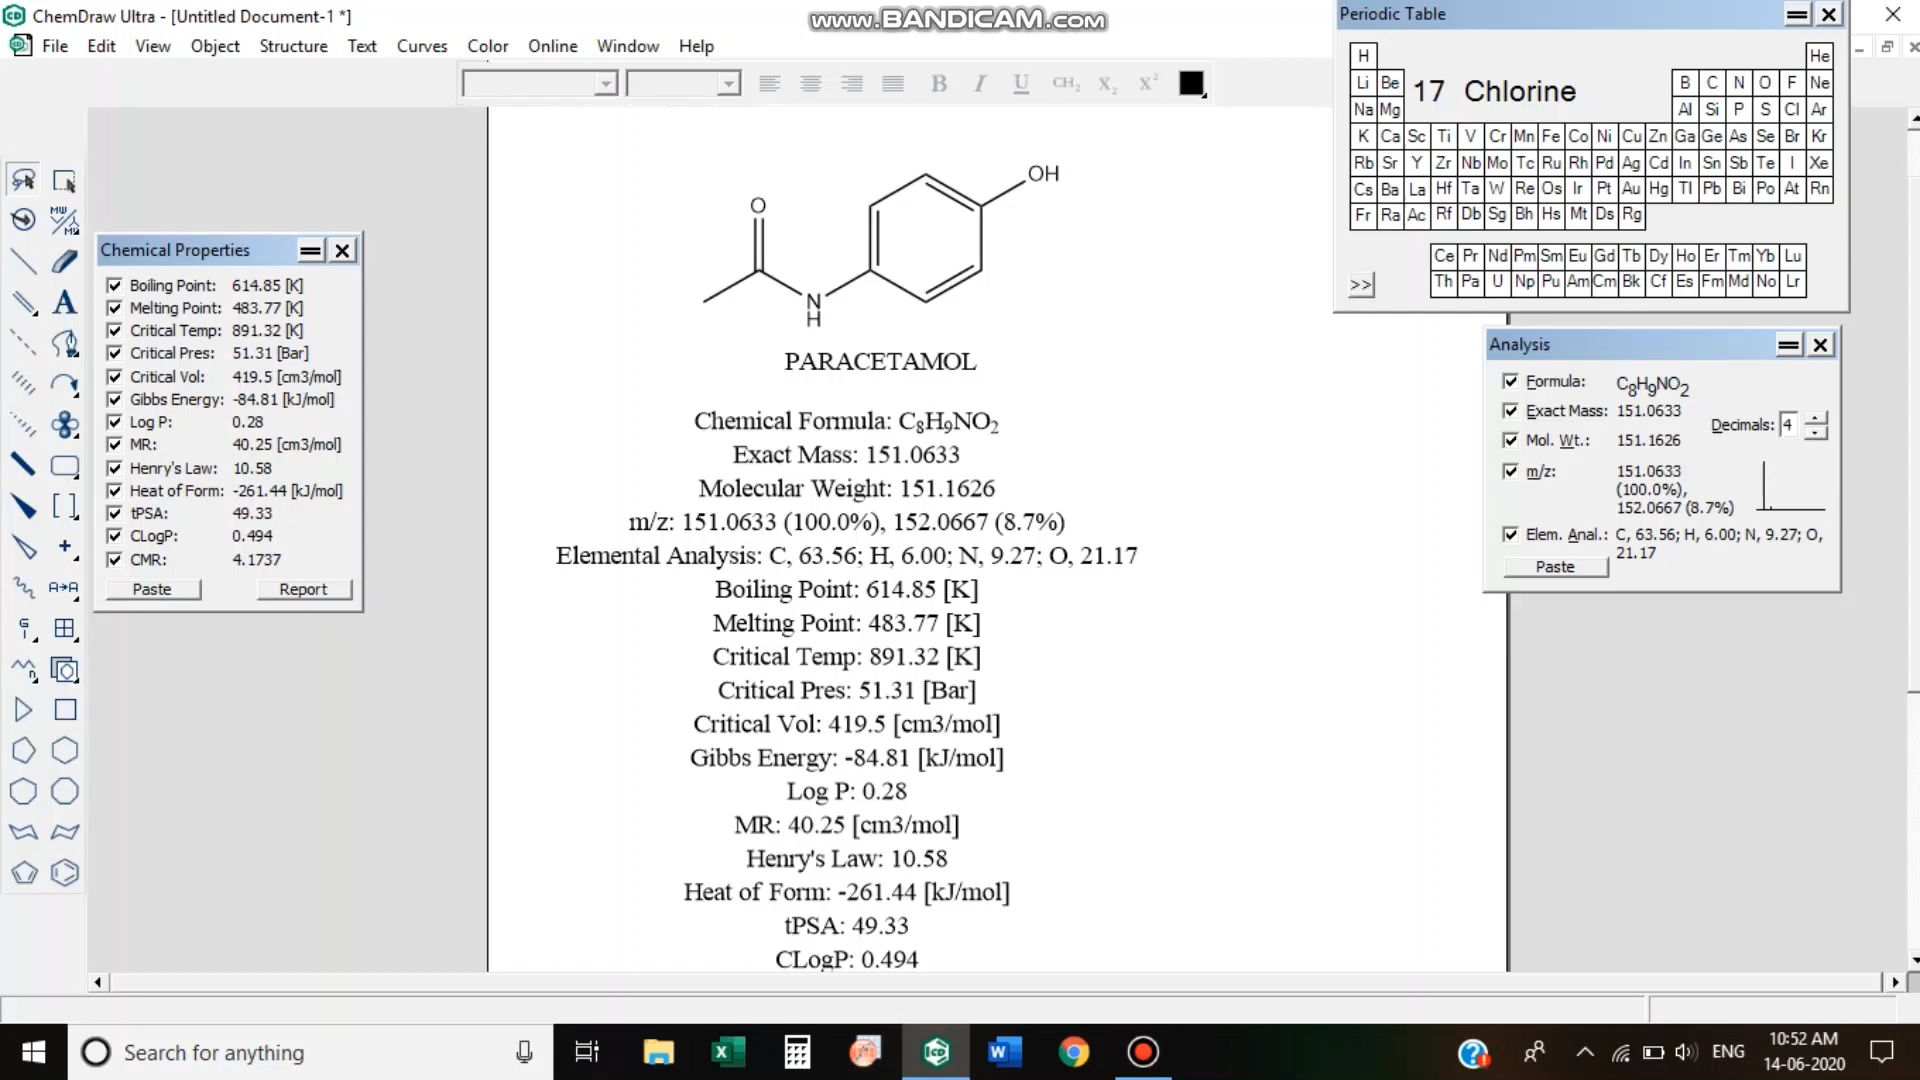 ChemDraw Ultra - [Untitled Document-1 *]
www.BANDICAM.com
File Edit View Object Structure Text Curves Color Online Window Help
B I U CH2 X2 X2
Periodic Table
H He
Li Be B C N O F Ne
17 Chlorine
Na Mg Al Si P S Cl Ar
K Ca Sc Ti V Cr Mn Fe Co Ni Cu Zn Ga Ge As Se Br Kr
Rb Sr Y Zr Nb Mo Tc Ru Rh Pd Ag Cd In Sn Sb Te I Xe
Cs Ba La Hf Ta W Re Os Ir Pt Au Hg Tl Pb Bi Po At Rn
Fr Ra Ac Rf Db Sg Bh Hs Mt Ds Rg
Ce Pr Nd Pm Sm Eu Gd Tb Dy Ho Er Tm Yb Lu
>> Th Pa U Np Pu Am Cm Bk Cf Es Fm Md No Lr
Chemical Properties
Boiling Point: 614.85 [K]
Melting Point: 483.77 [K]
Critical Temp: 891.32 [K]
Critical Pres: 51.31 [Bar]
Critical Vol: 419.5 [cm3/mol]
Gibbs Energy: -84.81 [kJ/mol]
Log P: 0.28
MR: 40.25 [cm3/mol]
Henry's Law: 10.58
Heat of Form: -261.44 [kJ/mol]
tPSA: 49.33
CLogP: 0.494
CMR: 4.1737
Paste Report
OH
O
N
H
PARACETAMOL
Chemical Formula: C8H9NO2
Exact Mass: 151.0633
Molecular Weight: 151.1626
m/z: 151.0633 (100.0%), 152.0667 (8.7%)
Elemental Analysis: C, 63.56; H, 6.00; N, 9.27; O, 21.17
Boiling Point: 614.85 [K]
Melting Point: 483.77 [K]
Critical Temp: 891.32 [K]
Critical Pres: 51.31 [Bar]
Critical Vol: 419.5 [cm3/mol]
Gibbs Energy: -84.81 [kJ/mol]
Log P: 0.28
MR: 40.25 [cm3/mol]
Henry's Law: 10.58
Heat of Form: -261.44 [kJ/mol]
tPSA: 49.33
CLogP: 0.494
Analysis
Formula: C8H9NO2
Exact Mass: 151.0633
Decimals: 4
Mol. Wt.: 151.1626
m/z: 151.0633
(100.0%),
152.0667 (8.7%)
Elem. Anal.: C, 63.56; H, 6.00; N, 9.27; O,
21.17
Paste
Search for anything
ENG
10:52 AM
14-06-2020